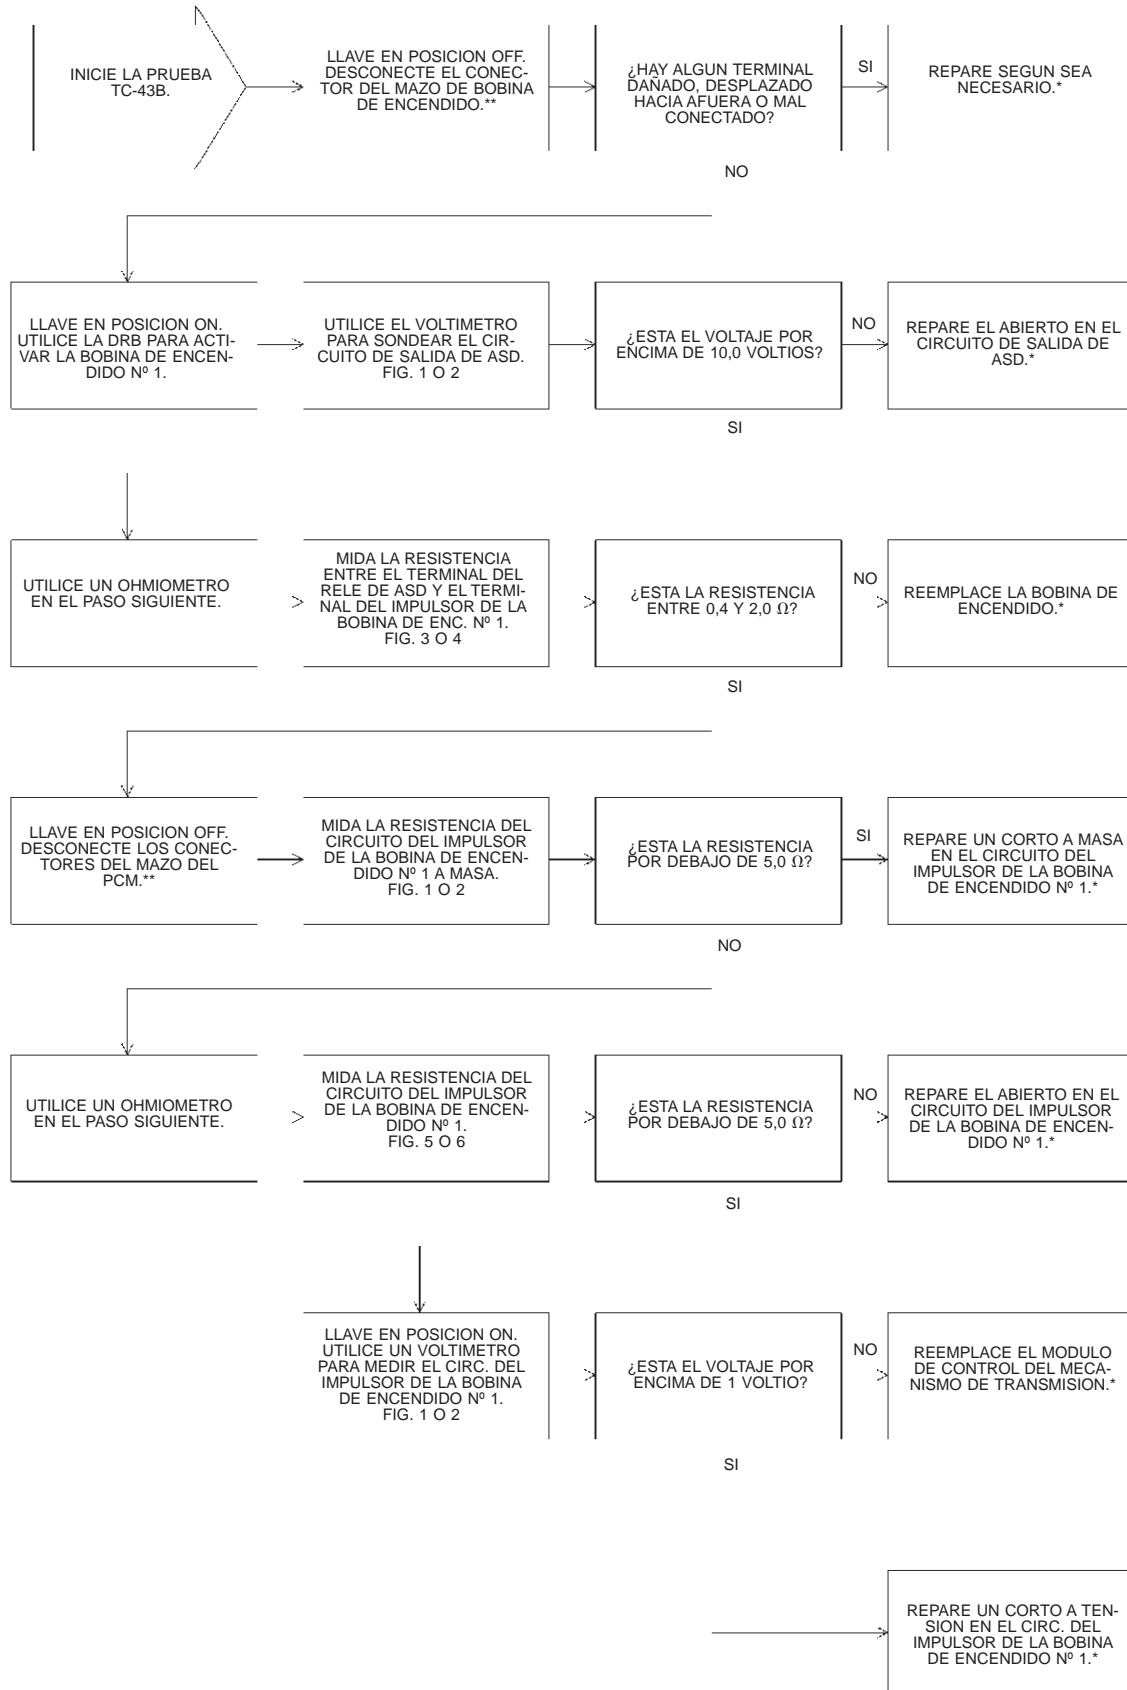 INICIE LA PRUEBA
TC-43B.
LLAVE EN POSICION OFF.
DESCONECTE EL CONEC-
TOR DEL MAZO DE BOBINA
DE ENCENDIDO.**
¿HAY ALGUN TERMINAL
DAÑADO, DESPLAZADO
HACIA AFUERA O MAL
CONECTADO?
SI
REPARE SEGUN SEA
NECESARIO.*
NO
LLAVE EN POSICION ON.
UTILICE LA DRB PARA ACTI-
VAR LA BOBINA DE ENCEN-
DIDO Nº 1.
UTILICE EL VOLTIMETRO
PARA SONDEAR EL CIR-
CUITO DE SALIDA DE ASD.
FIG. 1 O 2
¿ESTA EL VOLTAJE POR
ENCIMA DE 10,0 VOLTIOS?
NO
REPARE EL ABIERTO EN EL
CIRCUITO DE SALIDA DE
ASD.*
SI
UTILICE UN OHMIOMETRO
EN EL PASO SIGUIENTE.
MIDA LA RESISTENCIA
ENTRE EL TERMINAL DEL
RELE DE ASD Y EL TERMI-
NAL DEL IMPULSOR DE LA
BOBINA DE ENC. Nº 1.
FIG. 3 O 4
¿ESTA LA RESISTENCIA
ENTRE 0,4 Y 2,0 Ω?
NO
REEMPLACE LA BOBINA DE
ENCENDIDO.*
SI
LLAVE EN POSICION OFF.
DESCONECTE LOS CONEC-
TORES DEL MAZO DEL
PCM.**
MIDA LA RESISTENCIA DEL
CIRCUITO DEL IMPULSOR
DE LA BOBINA DE ENCEN-
DIDO Nº 1 A MASA.
FIG. 1 O 2
¿ESTA LA RESISTENCIA
POR DEBAJO DE 5,0 Ω?
SI
REPARE UN CORTO A MASA
EN EL CIRCUITO DEL
IMPULSOR DE LA BOBINA
DE ENCENDIDO Nº 1.*
NO
UTILICE UN OHMIOMETRO
EN EL PASO SIGUIENTE.
MIDA LA RESISTENCIA DEL
CIRCUITO DEL IMPULSOR
DE LA BOBINA DE ENCEN-
DIDO Nº 1.
FIG. 5 O 6
¿ESTA LA RESISTENCIA
POR DEBAJO DE 5,0 Ω?
NO
REPARE EL ABIERTO EN EL
CIRCUITO DEL IMPULSOR
DE LA BOBINA DE ENCEN-
DIDO Nº 1.*
SI
LLAVE EN POSICION ON.
UTILICE UN VOLTIMETRO
PARA MEDIR EL CIRC. DEL
IMPULSOR DE LA BOBINA
DE ENCENDIDO Nº 1.
FIG. 1 O 2
¿ESTA EL VOLTAJE POR
ENCIMA DE 1 VOLTIO?
NO
REEMPLACE EL MODULO
DE CONTROL DEL MECA-
NISMO DE TRANSMISION.*
SI
REPARE UN CORTO A TEN-
SION EN EL CIRC. DEL
IMPULSOR DE LA BOBINA
DE ENCENDIDO Nº 1.*